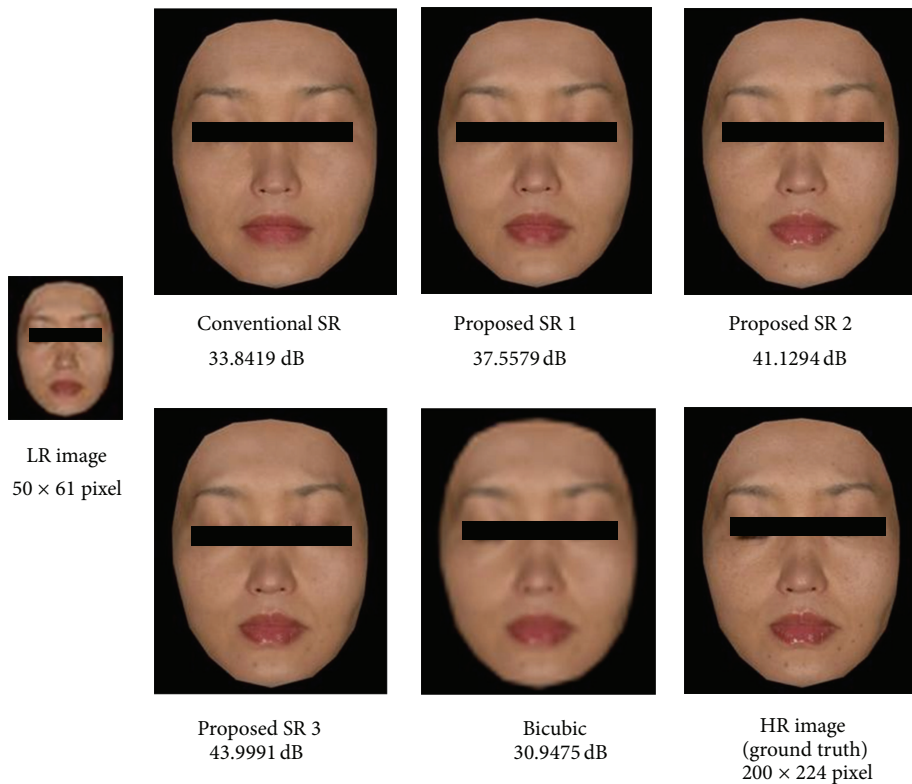 Conventional SR
33.8419 dB
Proposed SR 1
37.5579 dB
Proposed SR 2
41.1294 dB
LR image
50 × 61 pixel
Proposed SR 3
43.9991 dB
Bicubic
30.9475 dB
HR image
(ground truth)
200 × 224 pixel